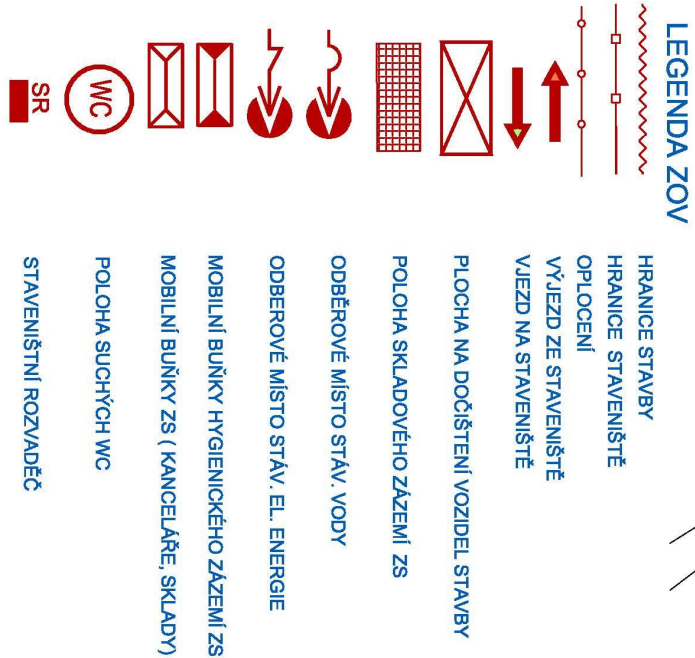 LEGENDA ZOV
HRANICE STAVBY
HRANICE STAVENIŠTĚ
OPLOCENÍ
VÝJEZD ZE STAVENIŠTĚ
VJEZD NA STAVENIŠTĚ
PLOCHA NA DOČIŠTENÍ VOZIDEL STAVBY
POLOHA SKLADOVÉHO ZÁZEMÍ ZS
ODBĚROVÉ MÍSTO STÁV. VODY
ODBEROVÉ MÍSTO STÁV. EL. ENERGIE
MOBILNÍ BUŇKY HYGIENICKÉHO ZÁZEMÍ ZS
MOBILNÍ BUŇKY ZS ( KANCELÁŘE, SKLADY)
WC
POLOHA SUCHÝCH WC
SR
STAVENIŠTNÍ ROZVADĚČ